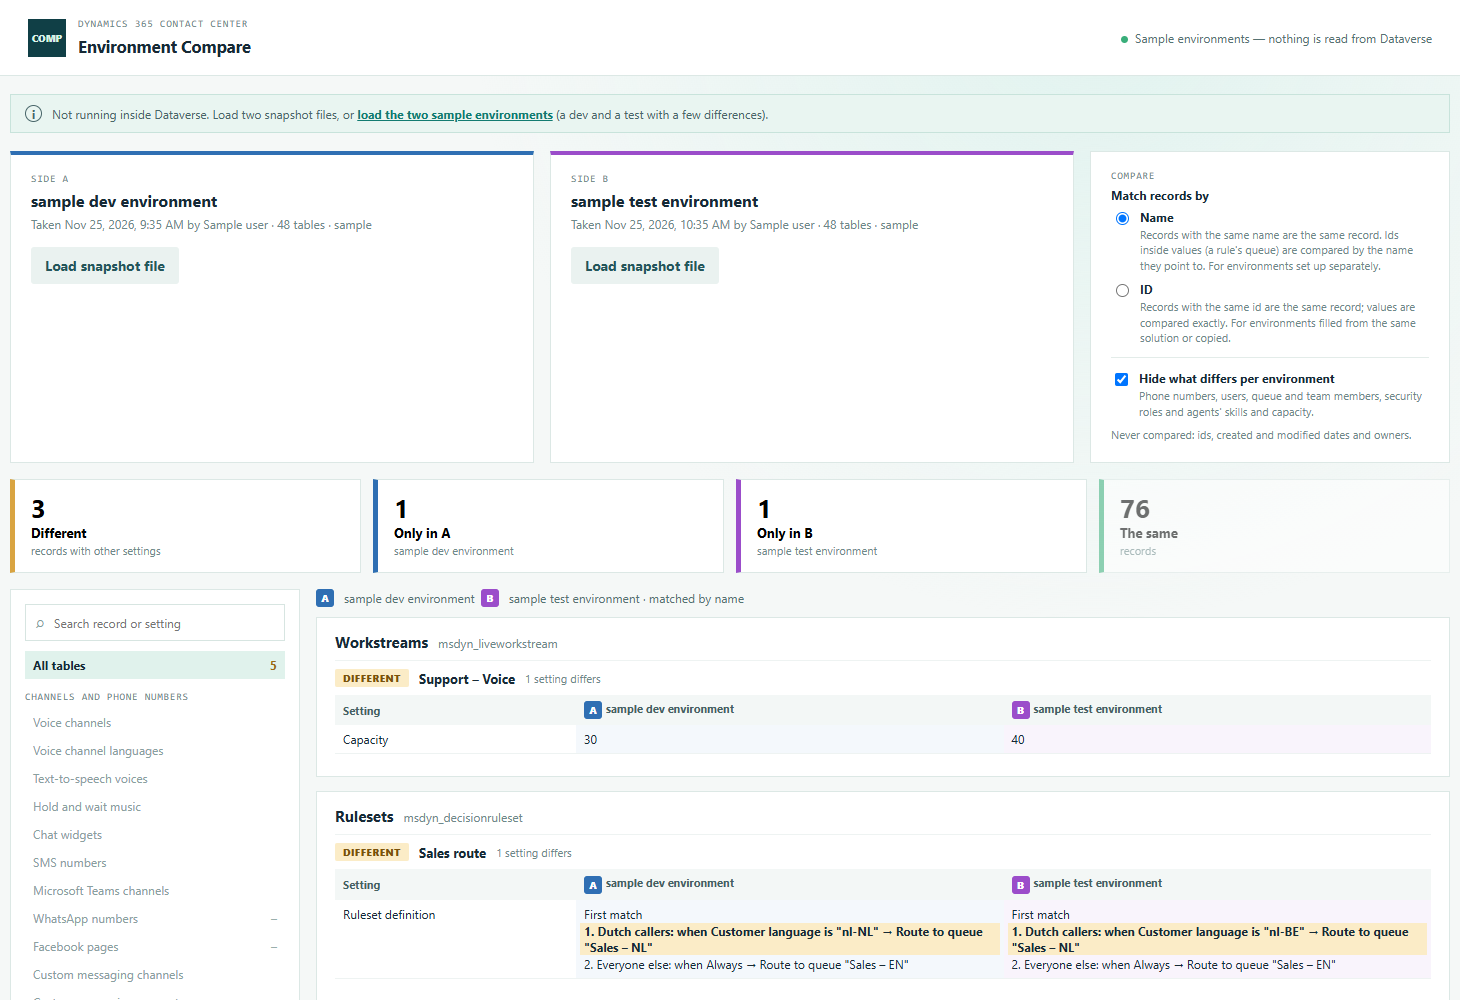 COMP
DYNAMICS 365 CONTACT CENTER
Environment Compare
Sample environments — nothing is read from Dataverse
Not running inside Dataverse. Load two snapshot files, or load the two sample environments (a dev and a test with a few differences).
SIDE A
sample dev environment
Taken Nov 25, 2026, 9:35 AM by Sample user · 48 tables · sample
Load snapshot file
SIDE B
sample test environment
Taken Nov 25, 2026, 10:35 AM by Sample user · 48 tables · sample
Load snapshot file
COMPARE
Match records by
Name
Records with the same name are the same record. Ids
inside values (a rule's queue) are compared by the name
they point to. For environments set up separately.
ID
Records with the same id are the same record; values are
compared exactly. For environments filled from the same
solution or copied.
Hide what differs per environment
Phone numbers, users, queue and team members, security
roles and agents' skills and capacity.
Never compared: ids, created and modified dates and owners.
3
Different
records with other settings
1
Only in A
sample dev environment
1
Only in B
sample test environment
76
The same
records
Search record or setting
All tables 5
CHANNELS AND PHONE NUMBERS
Voice channels
Voice channel languages
Text-to-speech voices
Hold and wait music
Chat widgets
SMS numbers
Microsoft Teams channels
WhatsApp numbers –
Facebook pages –
Custom messaging channels
A sample dev environment B sample test environment · matched by name
Workstreams msdyn_liveworkstream
DIFFERENT Support – Voice 1 setting differs
Setting A sample dev environment B sample test environment
Capacity 30 40
Rulesets msdyn_decisionruleset
DIFFERENT Sales route 1 setting differs
Setting A sample dev environment B sample test environment
Ruleset definition
First match
1. Dutch callers: when Customer language is "nl-NL" → Route to queue
"Sales – NL"
2. Everyone else: when Always → Route to queue "Sales – EN"
First match
1. Dutch callers: when Customer language is "nl-BE" → Route to queue
"Sales – NL"
2. Everyone else: when Always → Route to queue "Sales – EN"